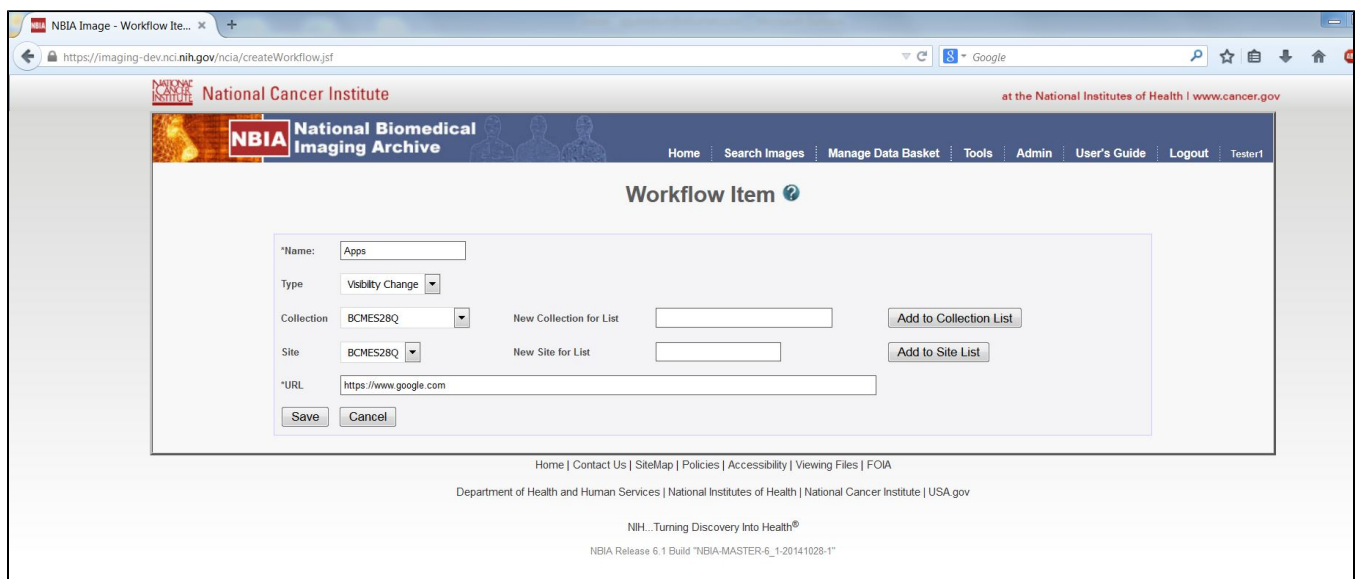 NBIA Image - Workflow Ite... × +
https://imaging-dev.nci.nih.gov/ncia/createWorkflow.jsf
Google
NATIONAL CANCER INSTITUTE National Cancer Institute
at the National Institutes of Health | www.cancer.gov
NBIA National Biomedical Imaging Archive
Home Search Images Manage Data Basket Tools Admin User's Guide Logout Tester1
Workflow Item ?
*Name: Apps
Type Visibility Change
Collection BCMES28Q New Collection for List Add to Collection List
Site BCMES28Q New Site for List Add to Site List
*URL https://www.google.com
Save Cancel
Home | Contact Us | SiteMap | Policies | Accessibility | Viewing Files | FOIA
Department of Health and Human Services | National Institutes of Health | National Cancer Institute | USA.gov
NIH...Turning Discovery Into Health®
NBIA Release 6.1 Build "NBIA-MASTER-6_1-20141028-1"